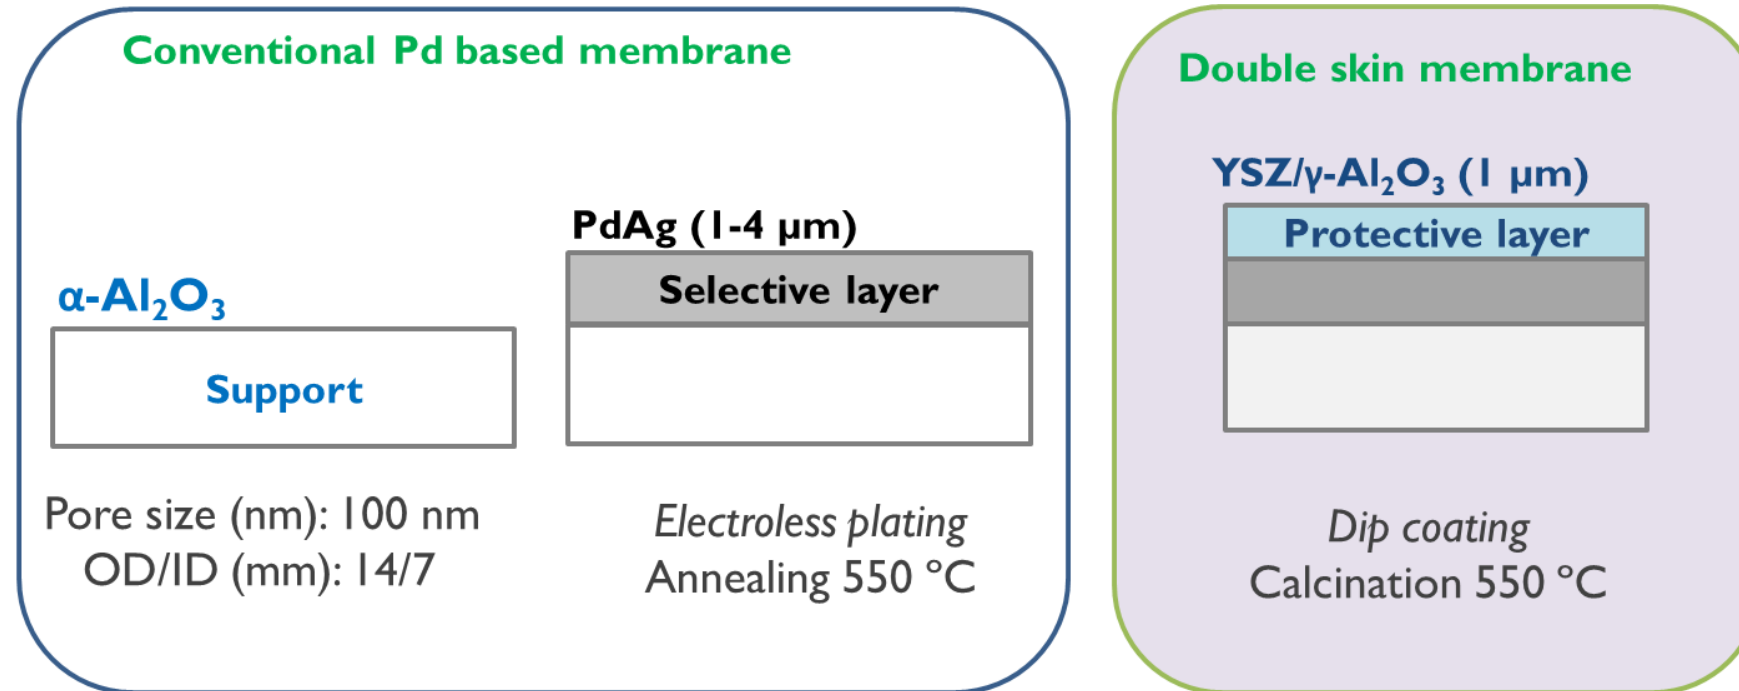 Conventional Pd based membrane
α-Al₂O₃
Support
Pore size (nm): 100 nm
OD/ID (mm): 14/7
PdAg (1-4 μm)
Selective layer
Electroless plating
Annealing 550 ºC
Double skin membrane
YSZ/γ-Al₂O₃ (1 μm)
Protective layer
Dip coating
Calcination 550 ºC